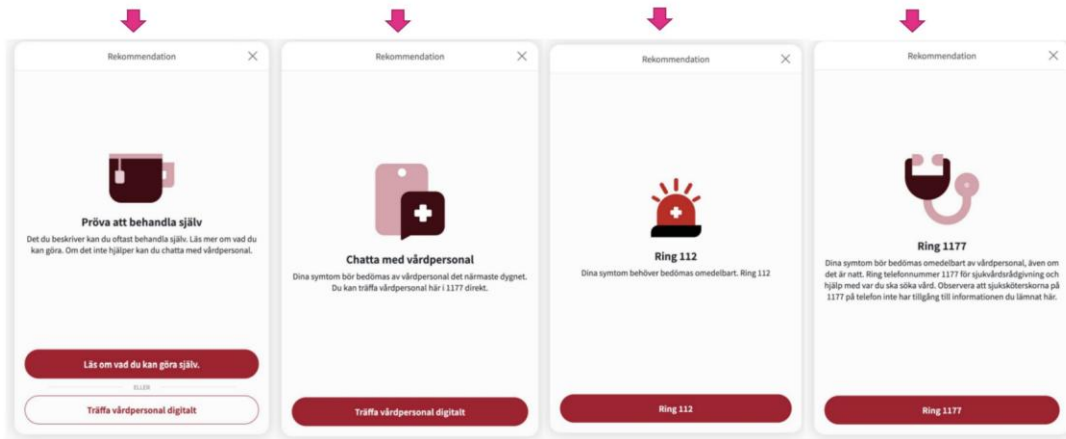 Rekommendation
Pröva att behandla själv
Det du beskriver kan du oftast behandla själv. Läs mer om vad du
kan göra. Om det inte hjälper kan du chatta med vårdpersonal.
Läs om vad du kan göra själv.
ELLER
Träffa vårdpersonal digitalt
Rekommendation
Chatta med vårdpersonal
Dina symtom bör bedömas av vårdpersonal det närmaste dygnet.
Du kan träffa vårdpersonal här i 1177 direkt.
Träffa vårdpersonal digitalt
Rekommendation
Ring 112
Dina symtom behöver bedömas omedelbart. Ring 112
Ring 112
Rekommendation
Ring 1177
Dina symtom bör bedömas omedelbart av vårdpersonal, även om
det är natt. Ring telefonnummer 1177 för sjukvårdsrådgivning och
hjälp med var du ska söka vård. Observera att sjuksköterskorna på
1177 på telefon inte har tillgång till informationen du lämnat här.
Ring 1177